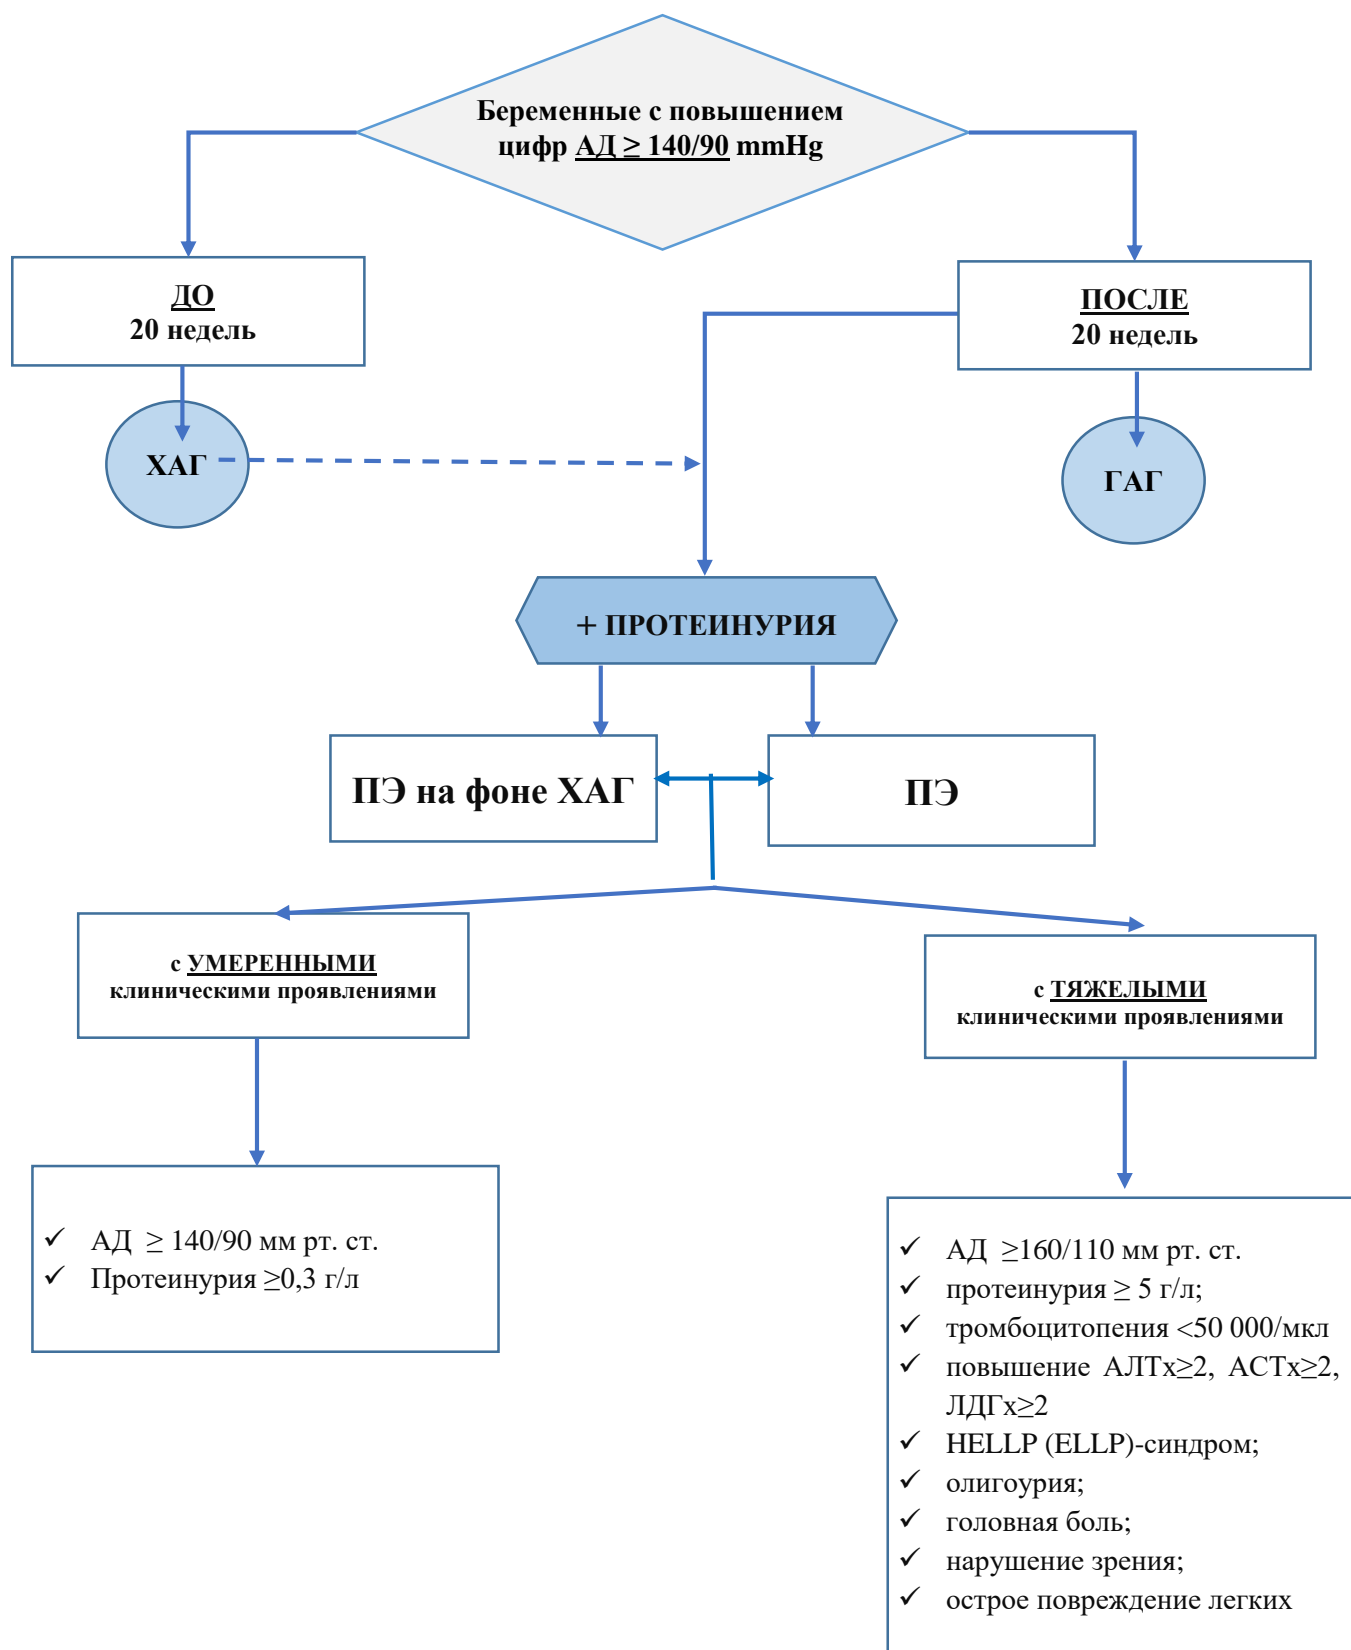 Беременные с повышением
цифр АД ≥ 140/90 mmHg
ДО
20 недель
ПОСЛЕ
20 недель
ХАГ
ГАГ
+ ПРОТЕИНУРИЯ
ПЭ на фоне ХАГ
ПЭ
с УМЕРЕННЫМИ
клиническими проявлениями
с ТЯЖЕЛЫМИ
клиническими проявлениями
✓ АД ≥ 140/90 мм рт. ст.
✓ Протеинурия ≥0,3 г/л
✓ АД ≥160/110 мм рт. ст.
✓ протеинурия ≥ 5 г/л;
✓ тромбоцитопения <50 000/мкл
✓ повышение АЛТх≥2, АСТх≥2,
ЛДГх≥2
✓ HELLP (ELLP)-синдром;
✓ олигоурия;
✓ головная боль;
✓ нарушение зрения;
✓ острое повреждение легких